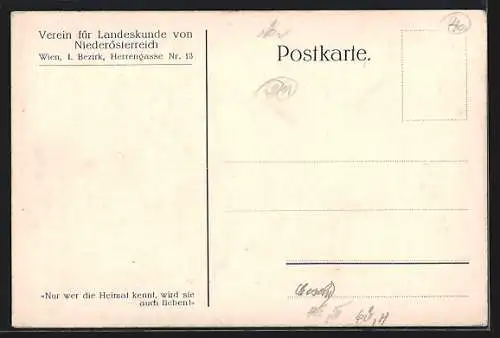 Verein für Landeskunde von
Niederösterreich
Wien, 1. Bezirk, Herrengasse Nr. 13
Postkarte.
«Nur wer die Heimat kennt, wird sie
auch lieben!»